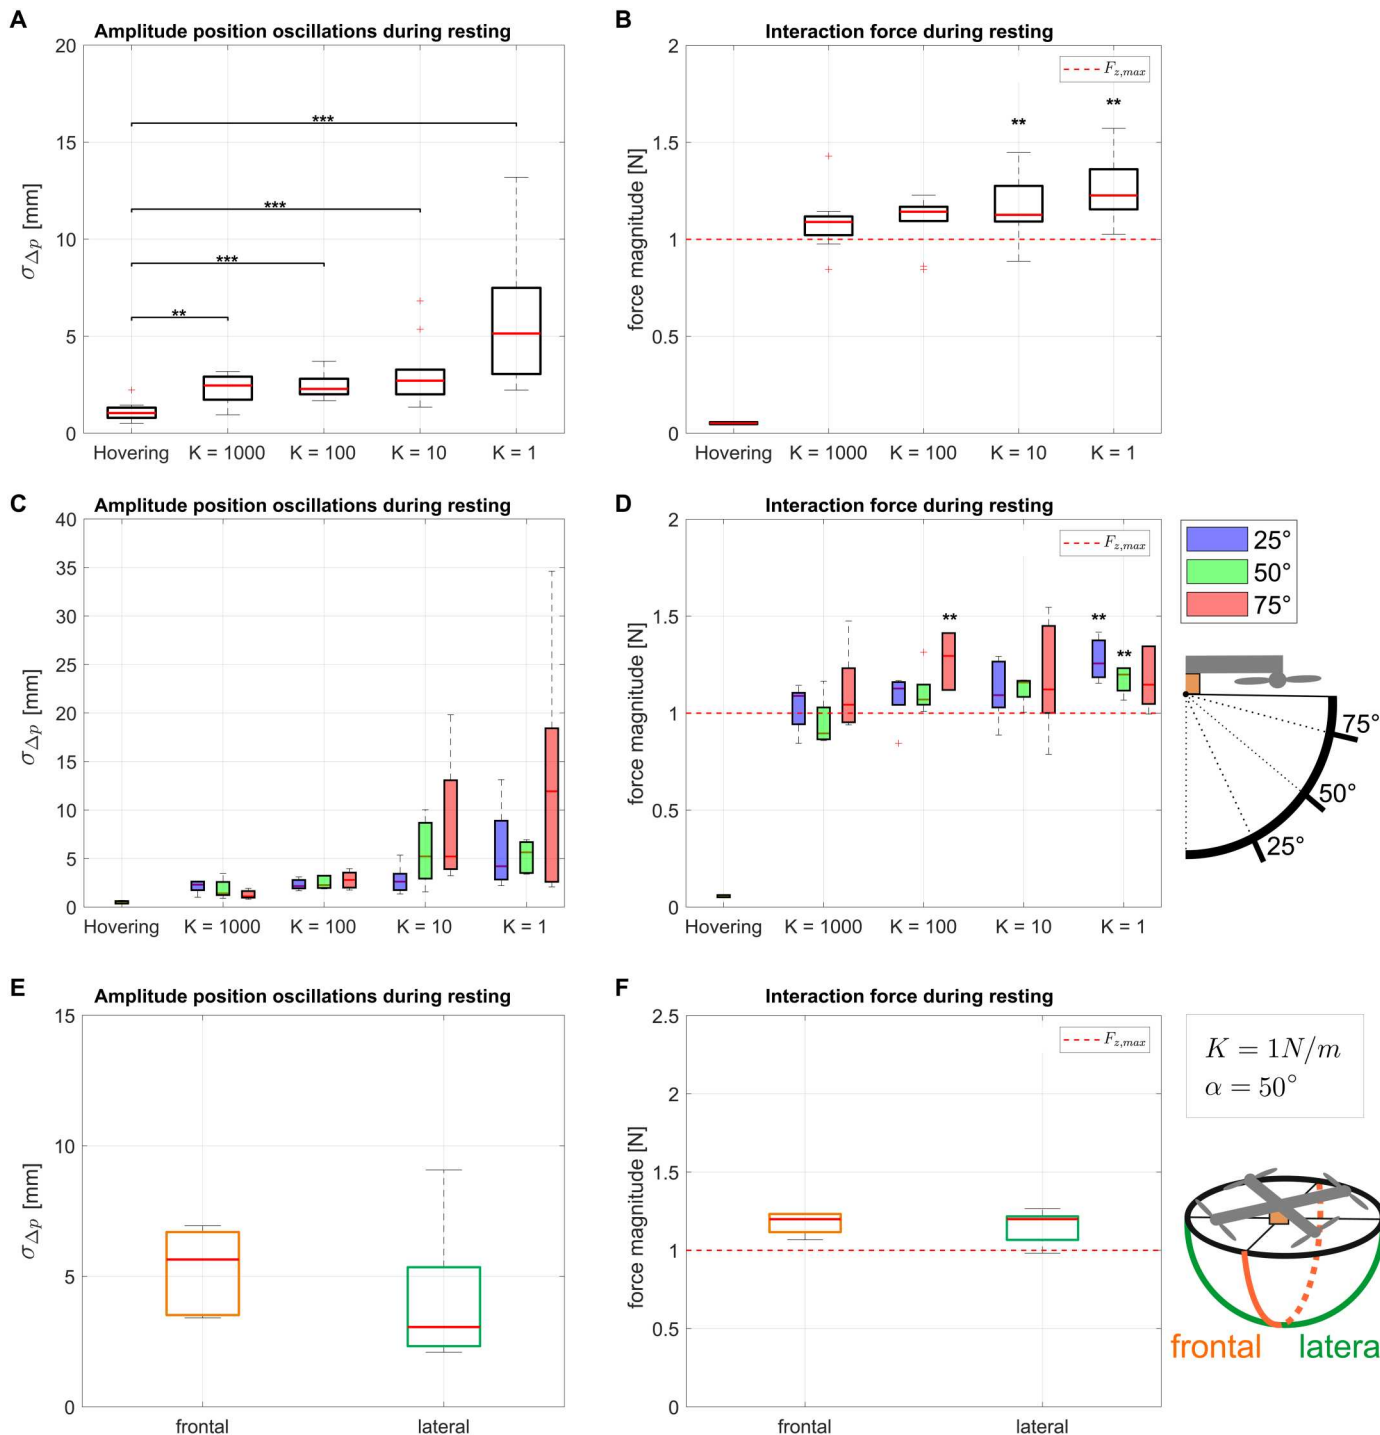 A
Amplitude position oscillations during resting
20
15
10
5
0
σΔp [mm]
***
***
***
**
Hovering
K = 1000
K = 100
K = 10
K = 1
B
Interaction force during resting
2
1.5
1
0.5
0
force magnitude [N]
Fz,max
**
**
Hovering
K = 1000
K = 100
K = 10
K = 1
C
Amplitude position oscillations during resting
40
35
30
25
20
15
10
5
0
σΔp [mm]
Hovering
K = 1000
K = 100
K = 10
K = 1
D
Interaction force during resting
2
1.5
1
0.5
0
force magnitude [N]
Fz,max
**
**
**
Hovering
K = 1000
K = 100
K = 10
K = 1
25°
50°
75°
75°
50°
25°
E
Amplitude position oscillations during resting
15
10
5
0
σΔp [mm]
frontal
lateral
F
Interaction force during resting
2.5
2
1.5
1
0.5
0
force magnitude [N]
Fz,max
frontal
lateral
K = 1N/m
α = 50°
frontal
latera